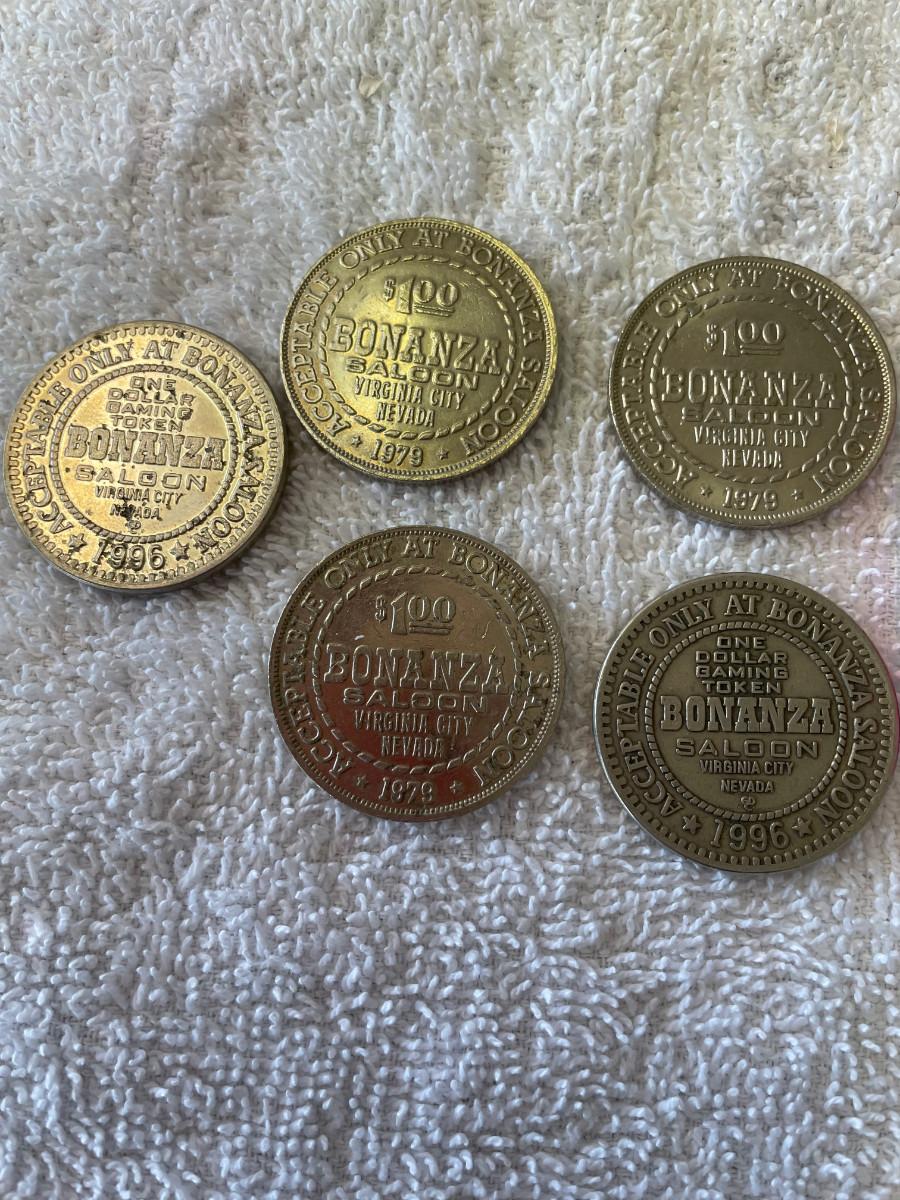 ACCEPTABLE ONLY AT BONANZA SALOON
$1.00
BONANZA
SALOON
VIRGINIA CITY
NEVADA
★ 1979 ★
ACCEPTABLE ONLY AT BONANZA SALOON
$1.00
BONANZA
SALOON
VIRGINIA CITY
NEVADA
★ 1979 ★
ACCEPTABLE ONLY AT BONANZA SALOON
ONE
DOLLAR
GAMING
TOKEN
BONANZA
SALOON
VIRGINIA CITY
NEVADA
★ 1996 ★
ACCEPTABLE ONLY AT BONANZA SALOON
$1.00
BONANZA
SALOON
VIRGINIA CITY
NEVADA
★ 1979 ★
ACCEPTABLE ONLY AT BONANZA SALOON
ONE
DOLLAR
GAMING
TOKEN
BONANZA
SALOON
VIRGINIA CITY
NEVADA
★ 1996 ★